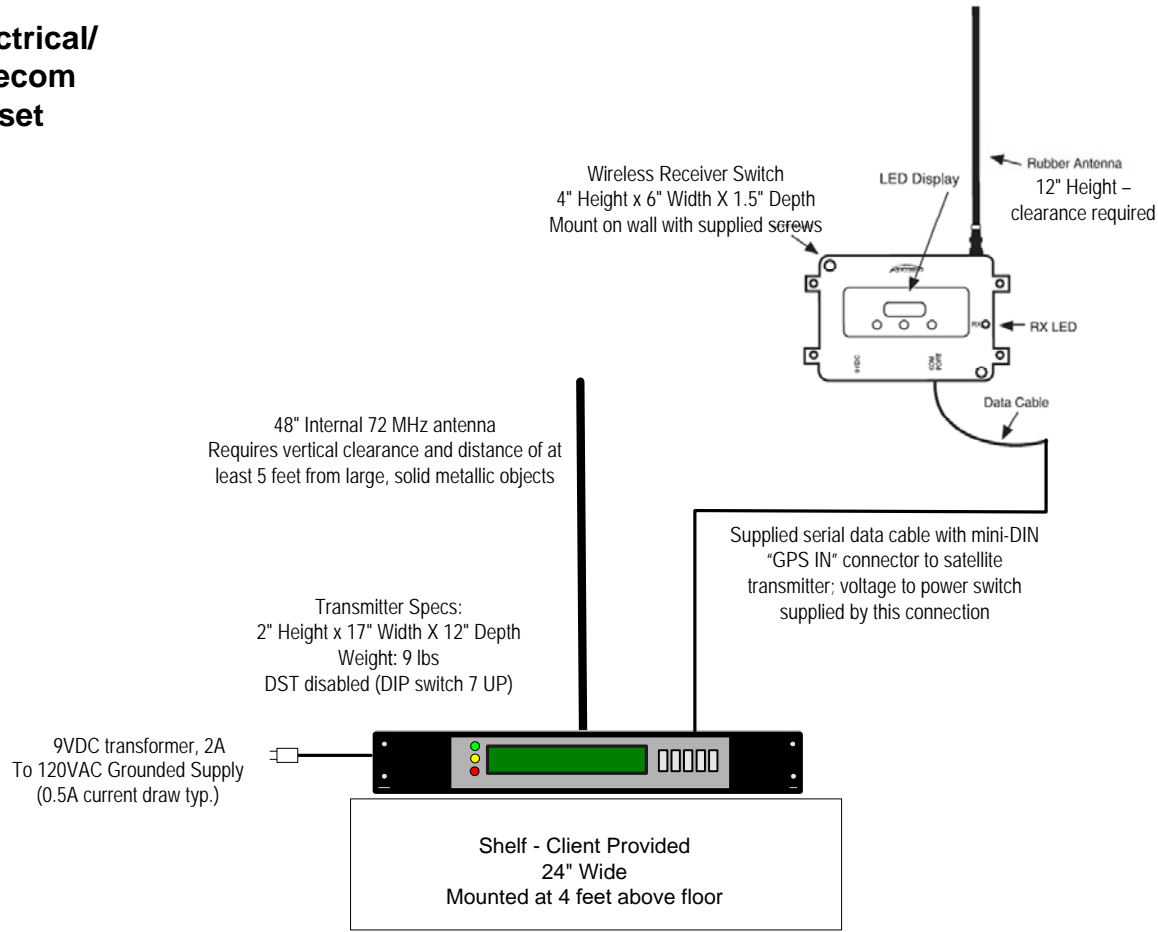 ctrical/
ecom
set
Wireless Receiver Switch
4" Height x 6" Width X 1.5" Depth
Mount on wall with supplied screws
LED Display
Rubber Antenna
12" Height –
clearance required
RX
RX LED
9VDC
COM
PORT
Data Cable
48" Internal 72 MHz antenna
Requires vertical clearance and distance of at
least 5 feet from large, solid metallic objects
Supplied serial data cable with mini-DIN
"GPS IN" connector to satellite
transmitter; voltage to power switch
supplied by this connection
Transmitter Specs:
2" Height x 17" Width X 12" Depth
Weight: 9 lbs
DST disabled (DIP switch 7 UP)
9VDC transformer, 2A
To 120VAC Grounded Supply
(0.5A current draw typ.)
Shelf - Client Provided
24" Wide
Mounted at 4 feet above floor